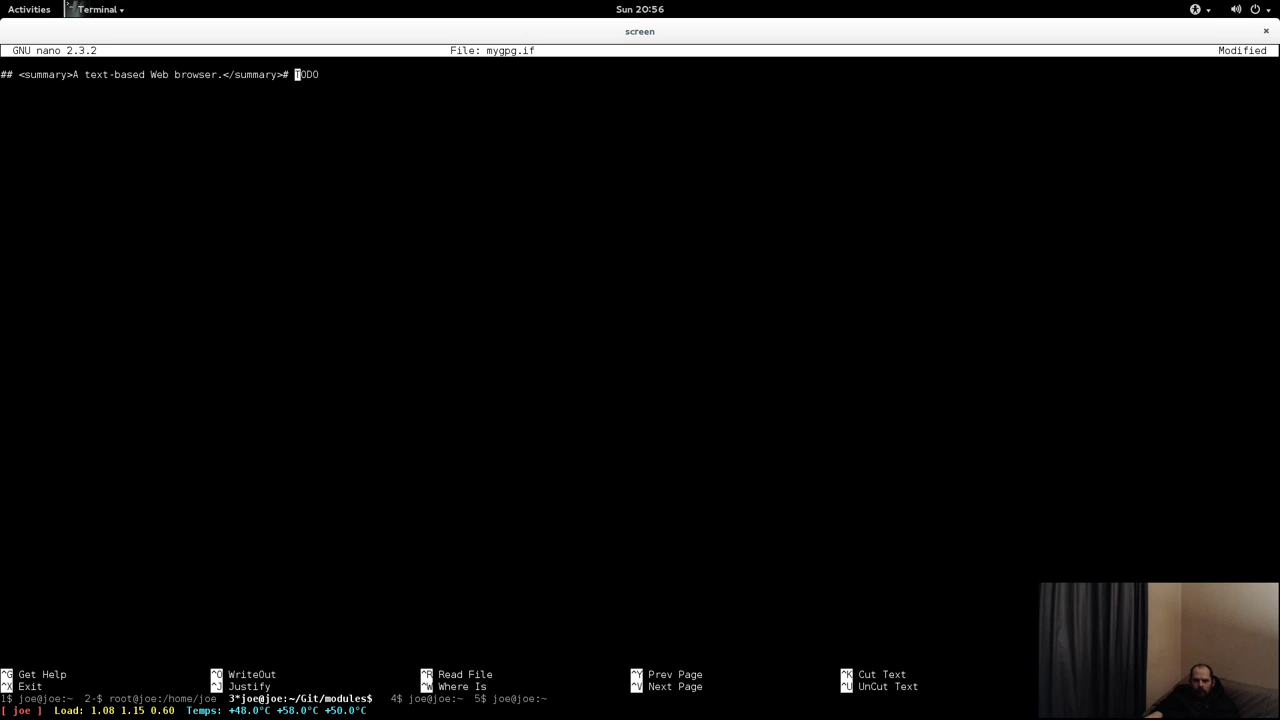 Activities Terminal Sun 20:56
screen ×
GNU nano 2.3.2 File: mygpg.if Modified
## <summary>A text-based Web browser.</summary># TODO
^G Get Help ^O WriteOut ^R Read File ^Y Prev Page ^K Cut Text
^X Exit ^J Justify ^W Where Is ^V Next Page ^U UnCut Text
1$ joe@joe:~ 2-$ root@joe:/home/joe 3*joe@joe:~/Git/modules$ 4$ joe@joe:~ 5$ joe@joe:~
[ joe ] Load: 1.08 1.15 0.60 Temps: +48.0°C +58.0°C +50.0°C